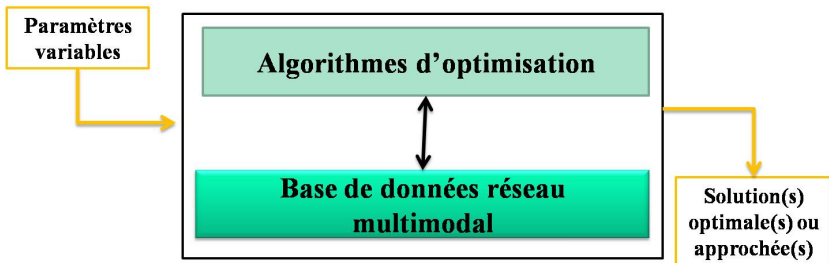 Paramètres
variables
Algorithmes d'optimisation
Base de données réseau
multimodal
Solution(s)
optimale(s) ou
approchée(s)